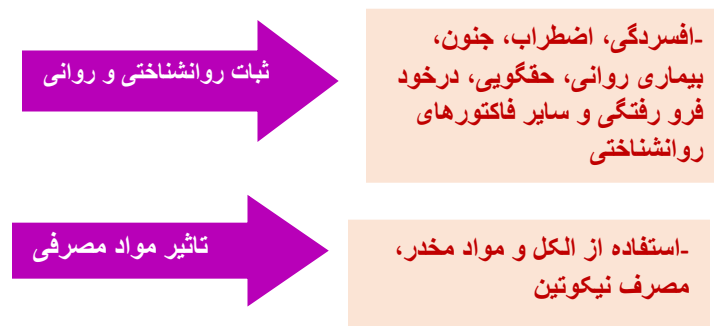 ثبات روانشناختی و روانی
-افسردگی، اضطراب، جنون،
بیماری روانی، حقگویی، درخود
فرو رفتگی و سایر فاکتورهای
روانشناختی
تاثیر مواد مصرفی
-استفاده از الکل و مواد مخدر،
مصرف نیکوتین